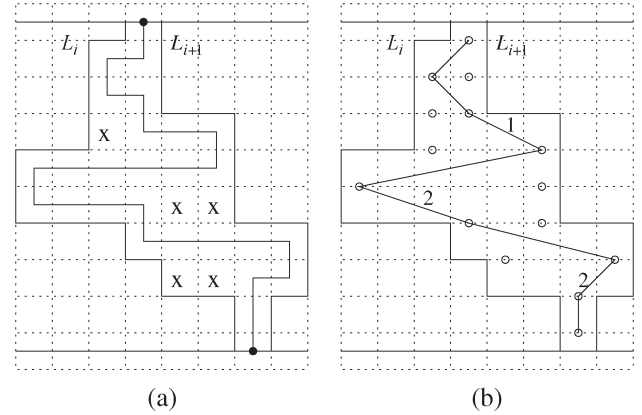 L_i L_{i+1}
x
x x
x x
(a)
L_i L_{i+1}
1
2
2
(b)